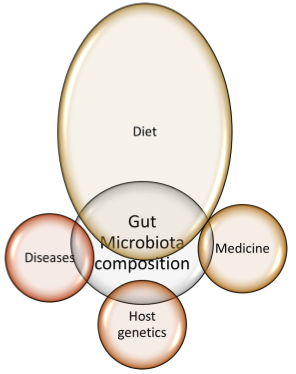 Diet
Gut
Microbiota
composition
Diseases
Medicine
Host
genetics